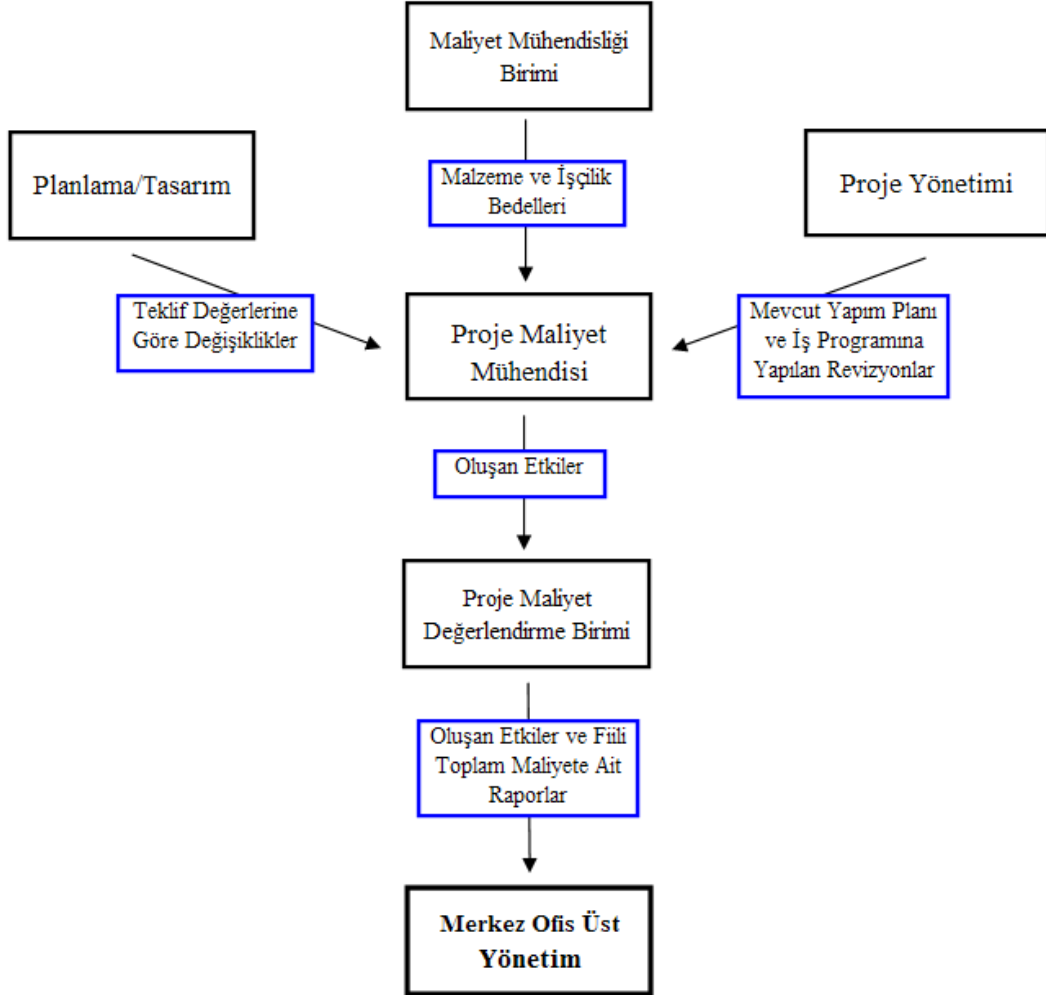 Maliyet Mühendisliği
Birimi
Planlama/Tasarım
Malzeme ve İşçilik
Bedelleri
Proje Yönetimi
Teklif Değerlerine
Göre Değişiklikler
Proje Maliyet
Mühendisi
Mevcut Yapım Planı
ve İş Programına
Yapılan Revizyonlar
Oluşan Etkiler
Proje Maliyet
Değerlendirme Birimi
Oluşan Etkiler ve Fiili
Toplam Maliyete Ait
Raporlar
Merkez Ofis Üst
Yönetim